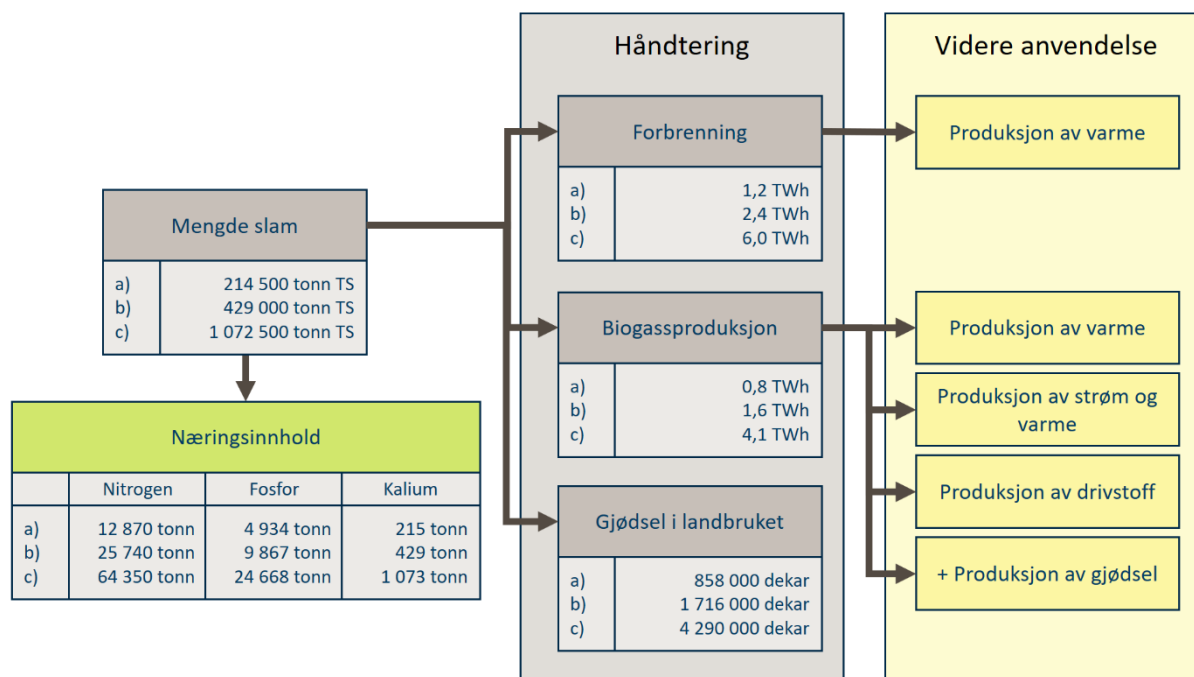 Håndtering
Videre anvendelse
Mengde slam
a) 214 500 tonn TS
b) 429 000 tonn TS
c) 1 072 500 tonn TS
Næringsinnhold
Nitrogen Fosfor Kalium
a) 12 870 tonn 4 934 tonn 215 tonn
b) 25 740 tonn 9 867 tonn 429 tonn
c) 64 350 tonn 24 668 tonn 1 073 tonn
Forbrenning
a) 1,2 TWh
b) 2,4 TWh
c) 6,0 TWh
Biogassproduksjon
a) 0,8 TWh
b) 1,6 TWh
c) 4,1 TWh
Gjødsel i landbruket
a) 858 000 dekar
b) 1 716 000 dekar
c) 4 290 000 dekar
Produksjon av varme
Produksjon av varme
Produksjon av strøm og
varme
Produksjon av drivstoff
+ Produksjon av gjødsel